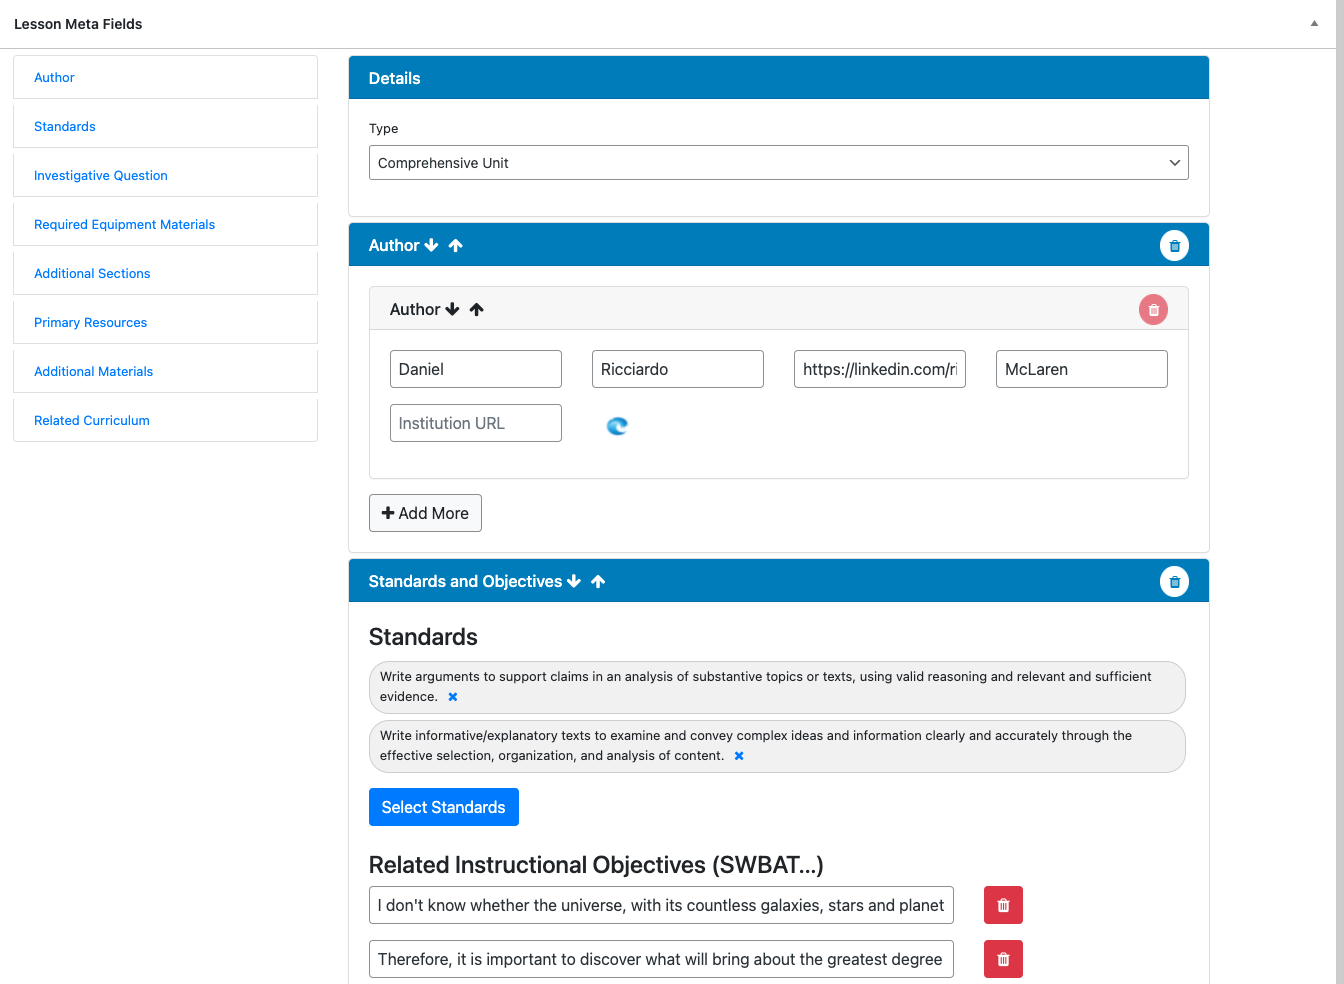 Lesson Meta Fields
Author
Standards
Investigative Question
Required Equipment Materials
Additional Sections
Primary Resources
Additional Materials
Related Curriculum
Details
Type
Comprehensive Unit
Author
Author
Daniel
Ricciardo
https://linkedin.com/ri
McLaren
Institution URL
Add More
Standards and Objectives
Standards
Write arguments to support claims in an analysis of substantive topics or texts, using valid reasoning and relevant and sufficient
evidence.
Write informative/explanatory texts to examine and convey complex ideas and information clearly and accurately through the
effective selection, organization, and analysis of content.
Select Standards
Related Instructional Objectives (SWBAT...)
I don't know whether the universe, with its countless galaxies, stars and planet
Therefore, it is important to discover what will bring about the greatest degree